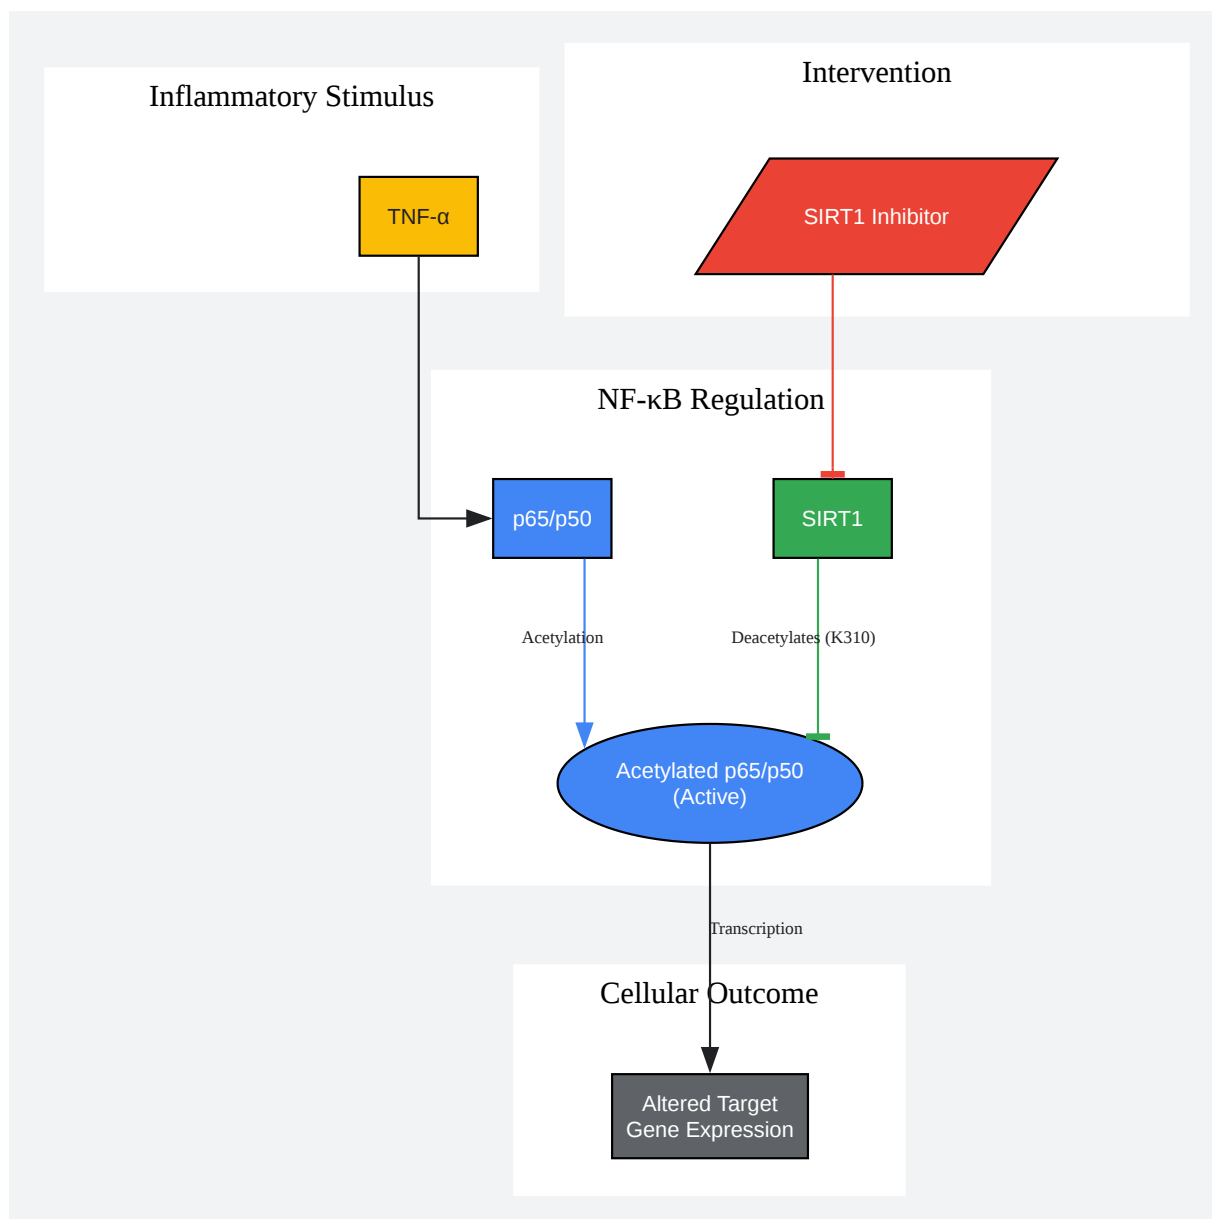 Inflammatory Stimulus
Intervention
TNF-α
SIRT1 Inhibitor
NF-κB Regulation
p65/p50
SIRT1
Acetylation
Deacetylates (K310)
Acetylated p65/p50
(Active)
Transcription
Cellular Outcome
Altered Target
Gene Expression